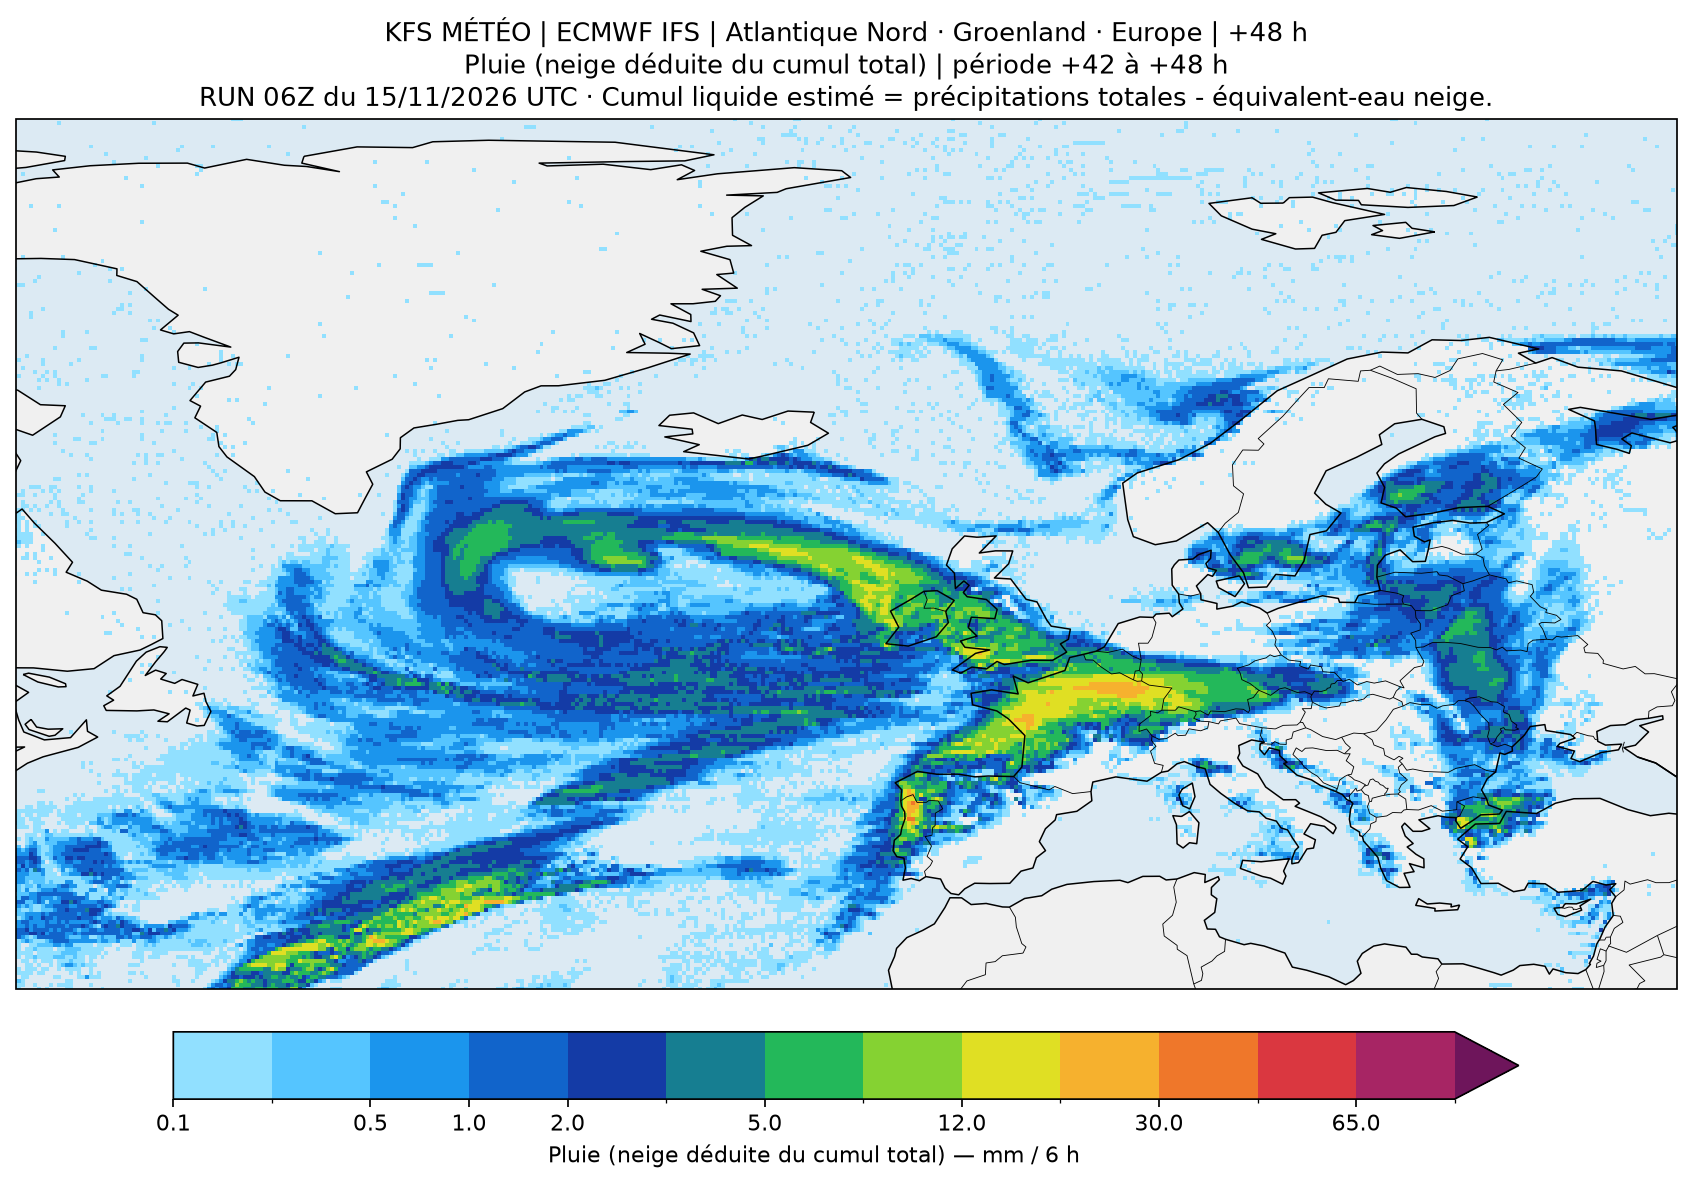 KFS MÉTÉO | ECMWF IFS | Atlantique Nord · Groenland · Europe | +48 h
Pluie (neige déduite du cumul total) | période +42 à +48 h
RUN 06Z du 15/11/2026 UTC · Cumul liquide estimé = précipitations totales - équivalent-eau neige.
0.1 0.5 1.0 2.0 5.0 12.0 30.0 65.0
Pluie (neige déduite du cumul total) — mm / 6 h